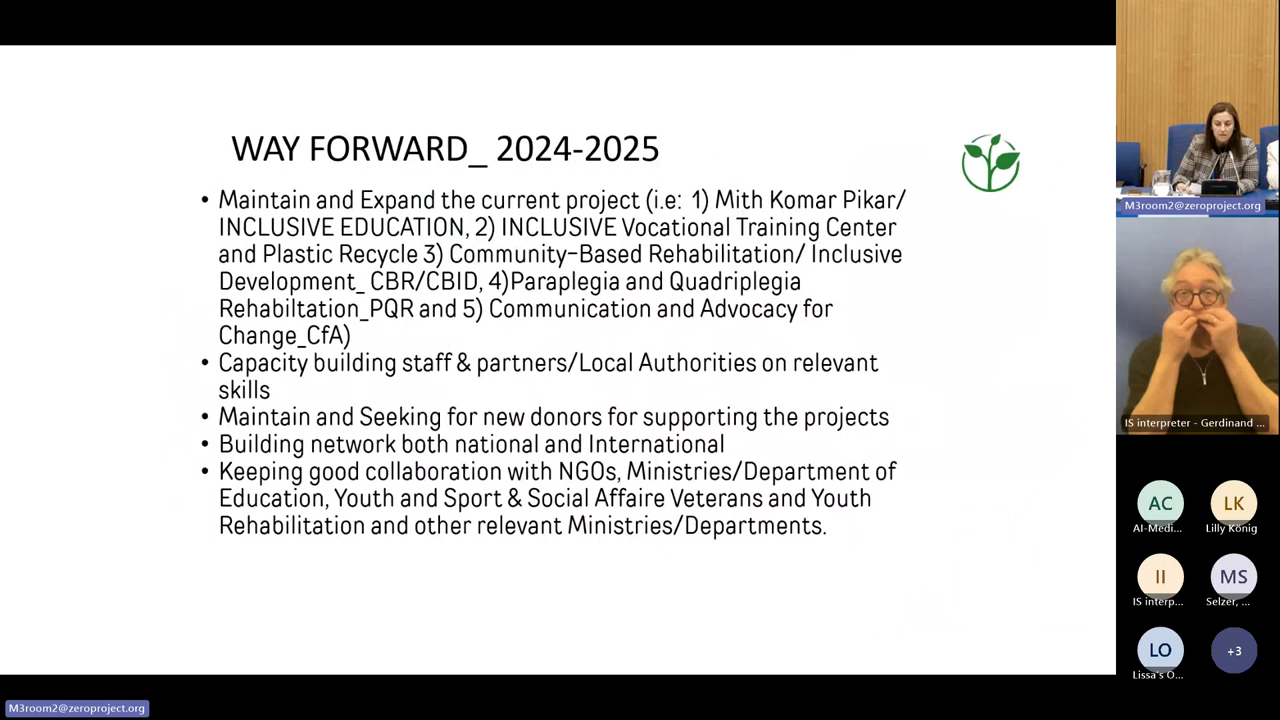 WAY FORWARD_ 2024-2025
• Maintain and Expand the current project (i.e: 1) Mith Komar Pikar/
INCLUSIVE EDUCATION, 2) INCLUSIVE Vocational Training Center
and Plastic Recycle 3) Community-Based Rehabilitation/ Inclusive
Development_ CBR/CBID, 4)Paraplegia and Quadriplegia
Rehabiltation_PQR and 5) Communication and Advocacy for
Change_CfA)
• Capacity building staff & partners/Local Authorities on relevant
skills
• Maintain and Seeking for new donors for supporting the projects
• Building network both national and International
• Keeping good collaboration with NGOs, Ministries/Department of
Education, Youth and Sport & Social Affaire Veterans and Youth
Rehabilitation and other relevant Ministries/Departments.
M3room2@zeroproject.org
IS interpreter - Gerdinand ...
AC
LK
AI-Medi...
Lilly König
II
MS
IS interp...
Selzer, ...
LO
+3
Lissa's O...
M3room2@zeroproject.org